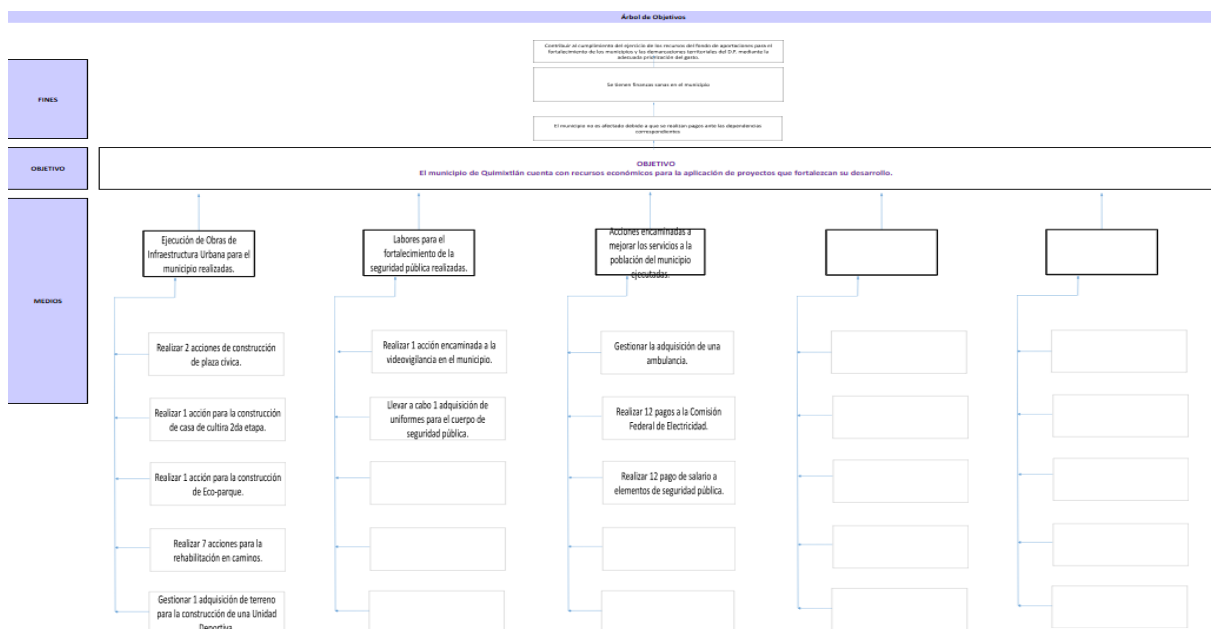 Árbol de Objetivos
Contribuir al cumplimiento del ejercicio de los recursos del fondo de aportaciones para el
fortalecimiento de los municipios y las demarcaciones territoriales del D.F. mediante la
adecuada priorización del gasto.
FINES
Se tienen finanzas sanas en el municipio
El municipio no es afectado debido a que se realizan pagos ante las dependencias
correspondientes
OBJETIVO
OBJETIVO
El municipio de Quimixtlán cuenta con recursos económicos para la aplicación de proyectos que fortalezcan su desarrollo.
MEDIOS
Ejecución de Obras de
Infraestructura Urbana para el
municipio realizadas.
Realizar 2 acciones de construcción
de plaza cívica.
Realizar 1 acción para la construcción
de casa de cultira 2da etapa.
Realizar 1 acción para la construcción
de Eco-parque.
Realizar 7 acciones para la
rehabilitación en caminos.
Gestionar 1 adquisición de terreno
para la construcción de una Unidad
Deportiva.
Labores para el
fortalecimiento de la
seguridad pública realizadas.
Realizar 1 acción encaminada a la
videovigilancia en el municipio.
Llevar a cabo 1 adquisición de
uniformes para el cuerpo de
seguridad pública.
Acciones encaminadas a
mejorar los servicios a la
población del municipio
ejecutadas.
Gestionar la adquisición de una
ambulancia.
Realizar 12 pagos a la Comisión
Federal de Electricidad.
Realizar 12 pago de salario a
elementos de seguridad pública.